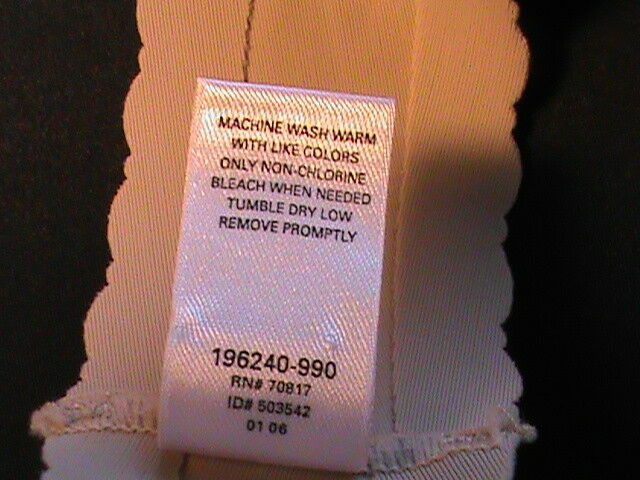 MACHINE WASH WARM
WITH LIKE COLORS
ONLY NON-CHLORINE
BLEACH WHEN NEEDED
TUMBLE DRY LOW
REMOVE PROMPTLY
196240-990
RN# 70817
ID# 503542
01 06